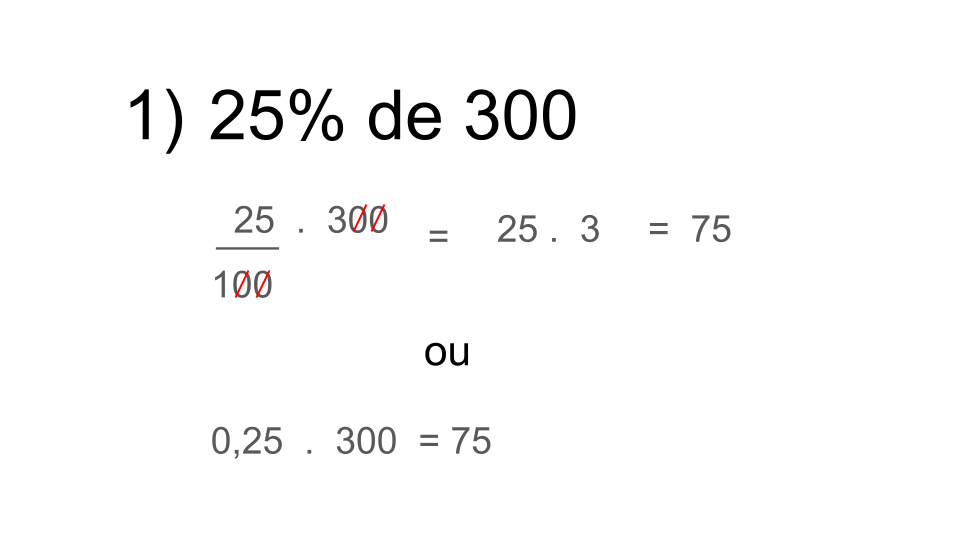 1) 25% de 300
25 . 300 = 25 . 3 = 75
100
ou
0,25 . 300 = 75